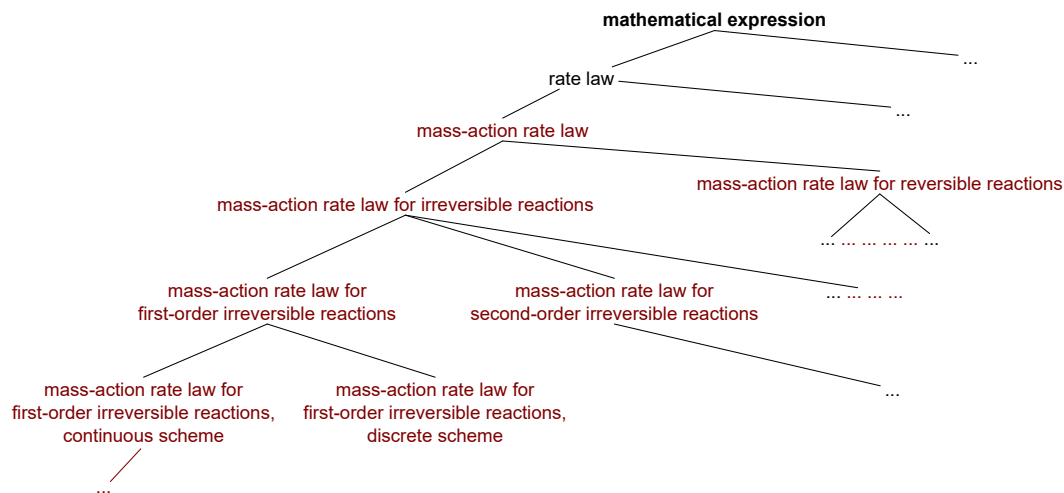 mathematical expression
...
rate law
...
mass-action rate law
mass-action rate law for reversible reactions
mass-action rate law for irreversible reactions
... ... ... ... ... ...
mass-action rate law for
first-order irreversible reactions
mass-action rate law for
second-order irreversible reactions
... ... ... ...
mass-action rate law for
first-order irreversible reactions,
continuous scheme
mass-action rate law for
first-order irreversible reactions,
discrete scheme
...
...